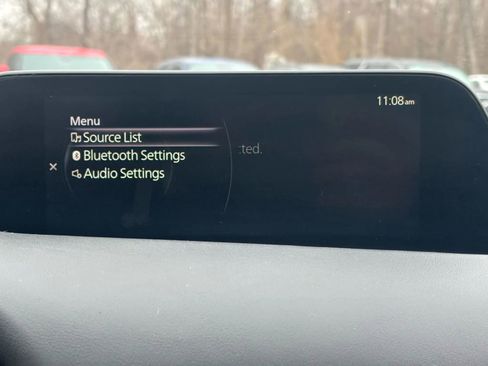 11:08am
Menu
Source List
:ted.
Bluetooth Settings
Audio Settings